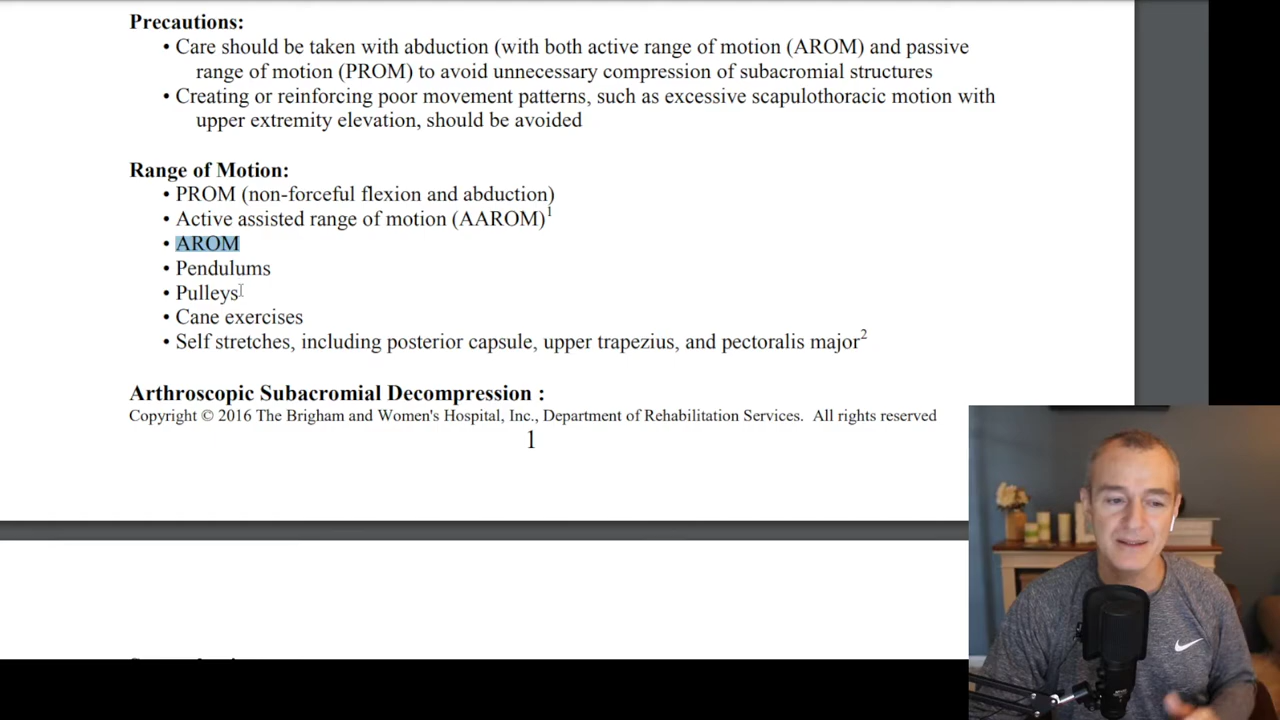 Precautions:
• Care should be taken with abduction (with both active range of motion (AROM) and passive
range of motion (PROM) to avoid unnecessary compression of subacromial structures
• Creating or reinforcing poor movement patterns, such as excessive scapulothoracic motion with
upper extremity elevation, should be avoided
Range of Motion:
• PROM (non-forceful flexion and abduction)
• Active assisted range of motion (AAROM)1
• AROM
• Pendulums
• Pulleys
• Cane exercises
• Self stretches, including posterior capsule, upper trapezius, and pectoralis major2
Arthroscopic Subacromial Decompression :
Copyright © 2016 The Brigham and Women's Hospital, Inc., Department of Rehabilitation Services. All rights reserved
1